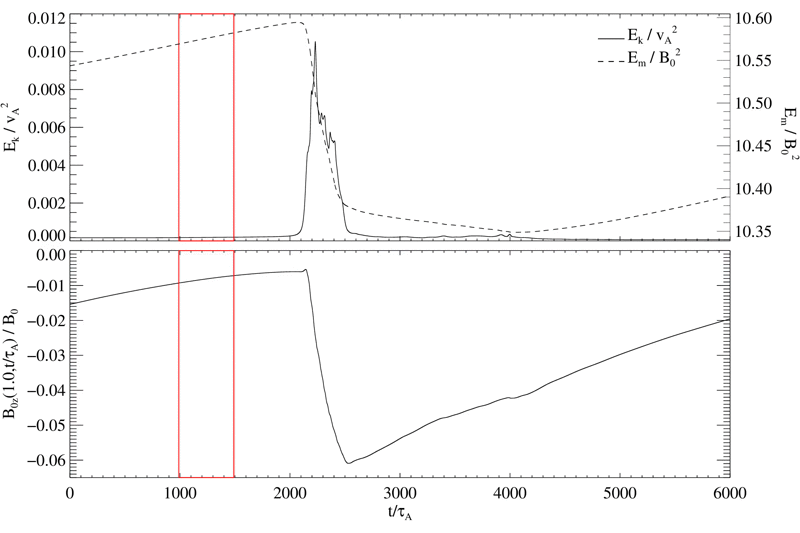 0.012
0.010
0.008
0.006
0.004
0.002
0.000
E_k / v_A^2
E_k / v_A^2
E_m / B_0^2
10.60
10.55
10.50
10.45
10.40
10.35
E_m / B_0^2
0.00
−0.01
−0.02
−0.03
−0.04
−0.05
−0.06
B_0z(1.0,t/τ_A) / B_0
0 1000 2000 3000 4000 5000 6000
t/τ_A